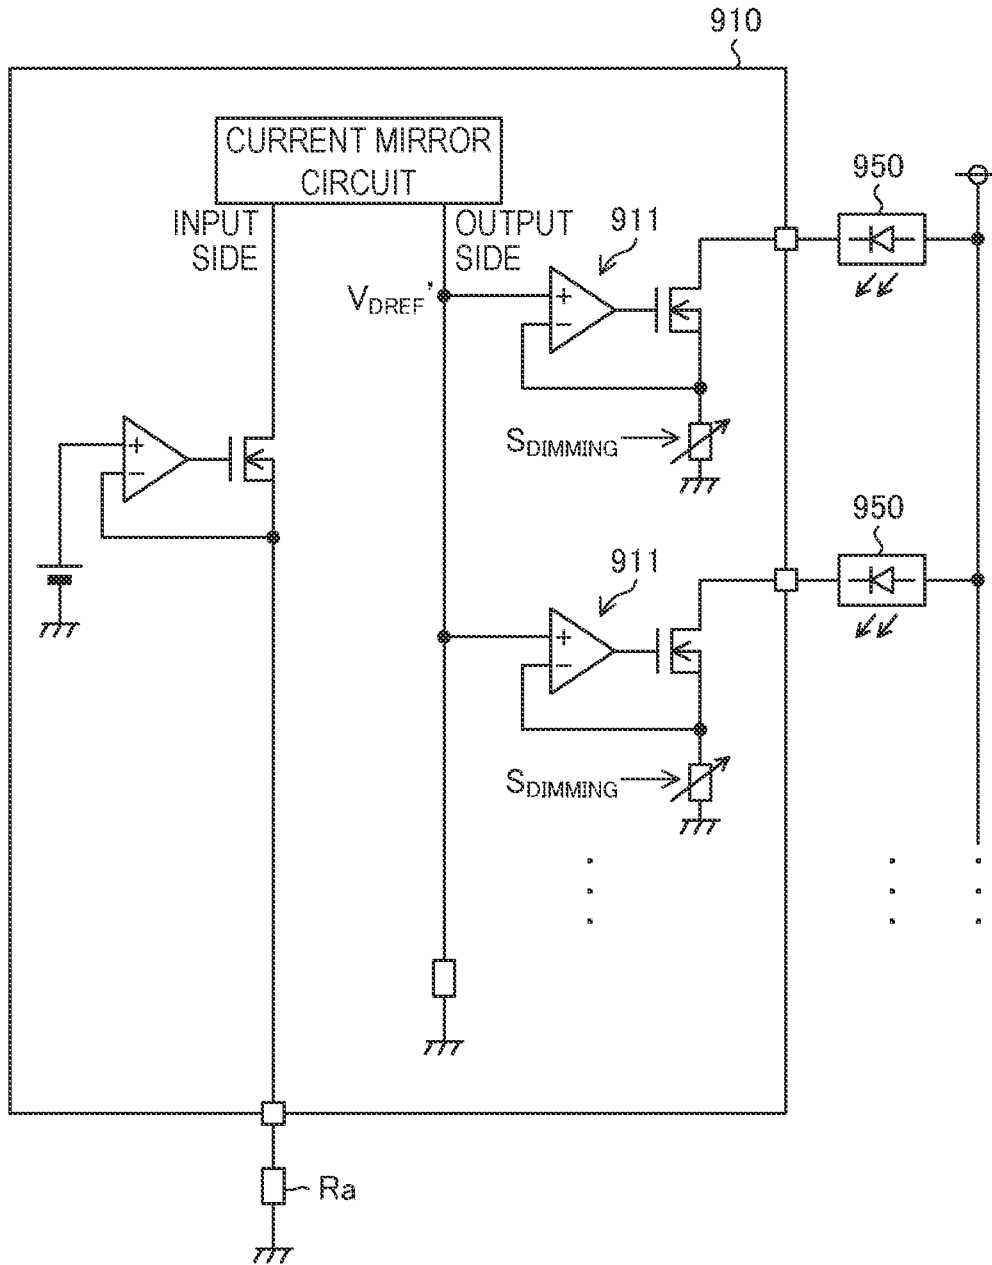 910
CURRENT MIRROR
CIRCUIT
950
INPUT
SIDE
OUTPUT
SIDE
911
VDREF'
+
−
SDIMMING
+
−
950
911
+
−
SDIMMING
Ra